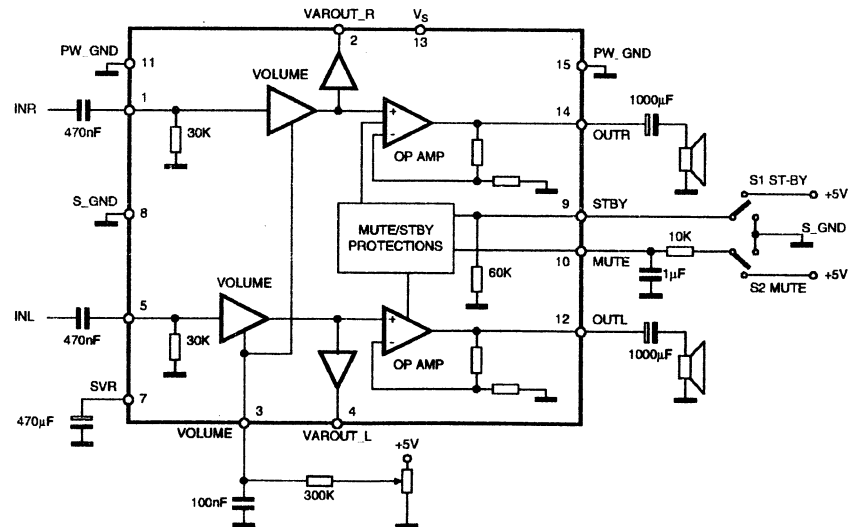 VAROUT_R
VS
2
13
PW_GND
11
15
PW_GND
VOLUME
INR
1
14
1000µF
470nF
30K
+
-
OP AMP
OUTR
S1 ST-BY
+5V
S_GND
8
9
STBY
S_GND
MUTE/STBY
PROTECTIONS
10K
10
MUTE
60K
1µF
S2 MUTE
+5V
VOLUME
INL
5
12
OUTL
470nF
30K
+
-
OP AMP
1000µF
SVR
7
470µF
3
4
VOLUME
VAROUT_L
+5V
100nF
300K